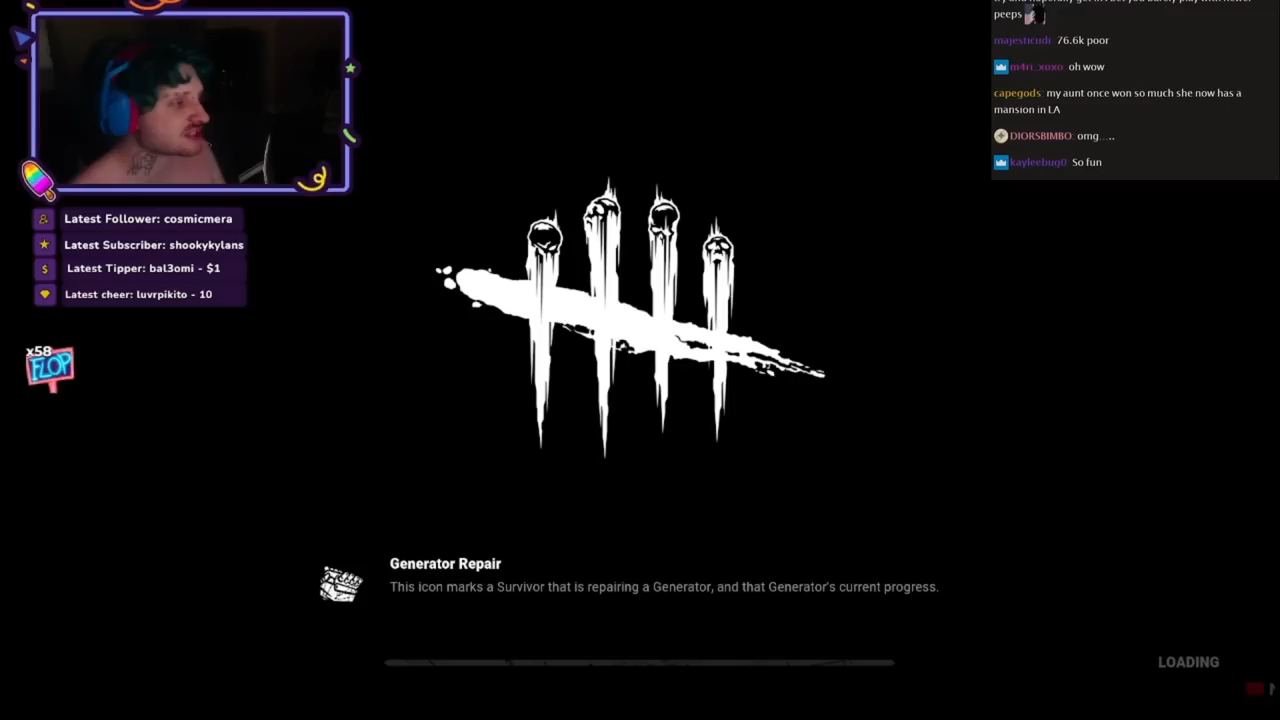 peeps
majesticudi 76.6k poor
m4ri_xoxo oh wow
capegods: my aunt once won so much she now has a
mansion in LA
DIORSBIMBO: omg.....
kayleebug0 So fun
Latest Follower: cosmicmera
Latest Subscriber: shookykylans
Latest Tipper: bal3omi - $1
Latest cheer: luvrpikito - 10
x58
FLOP
Generator Repair
This icon marks a Survivor that is repairing a Generator, and that Generator's current progress.
LOADING